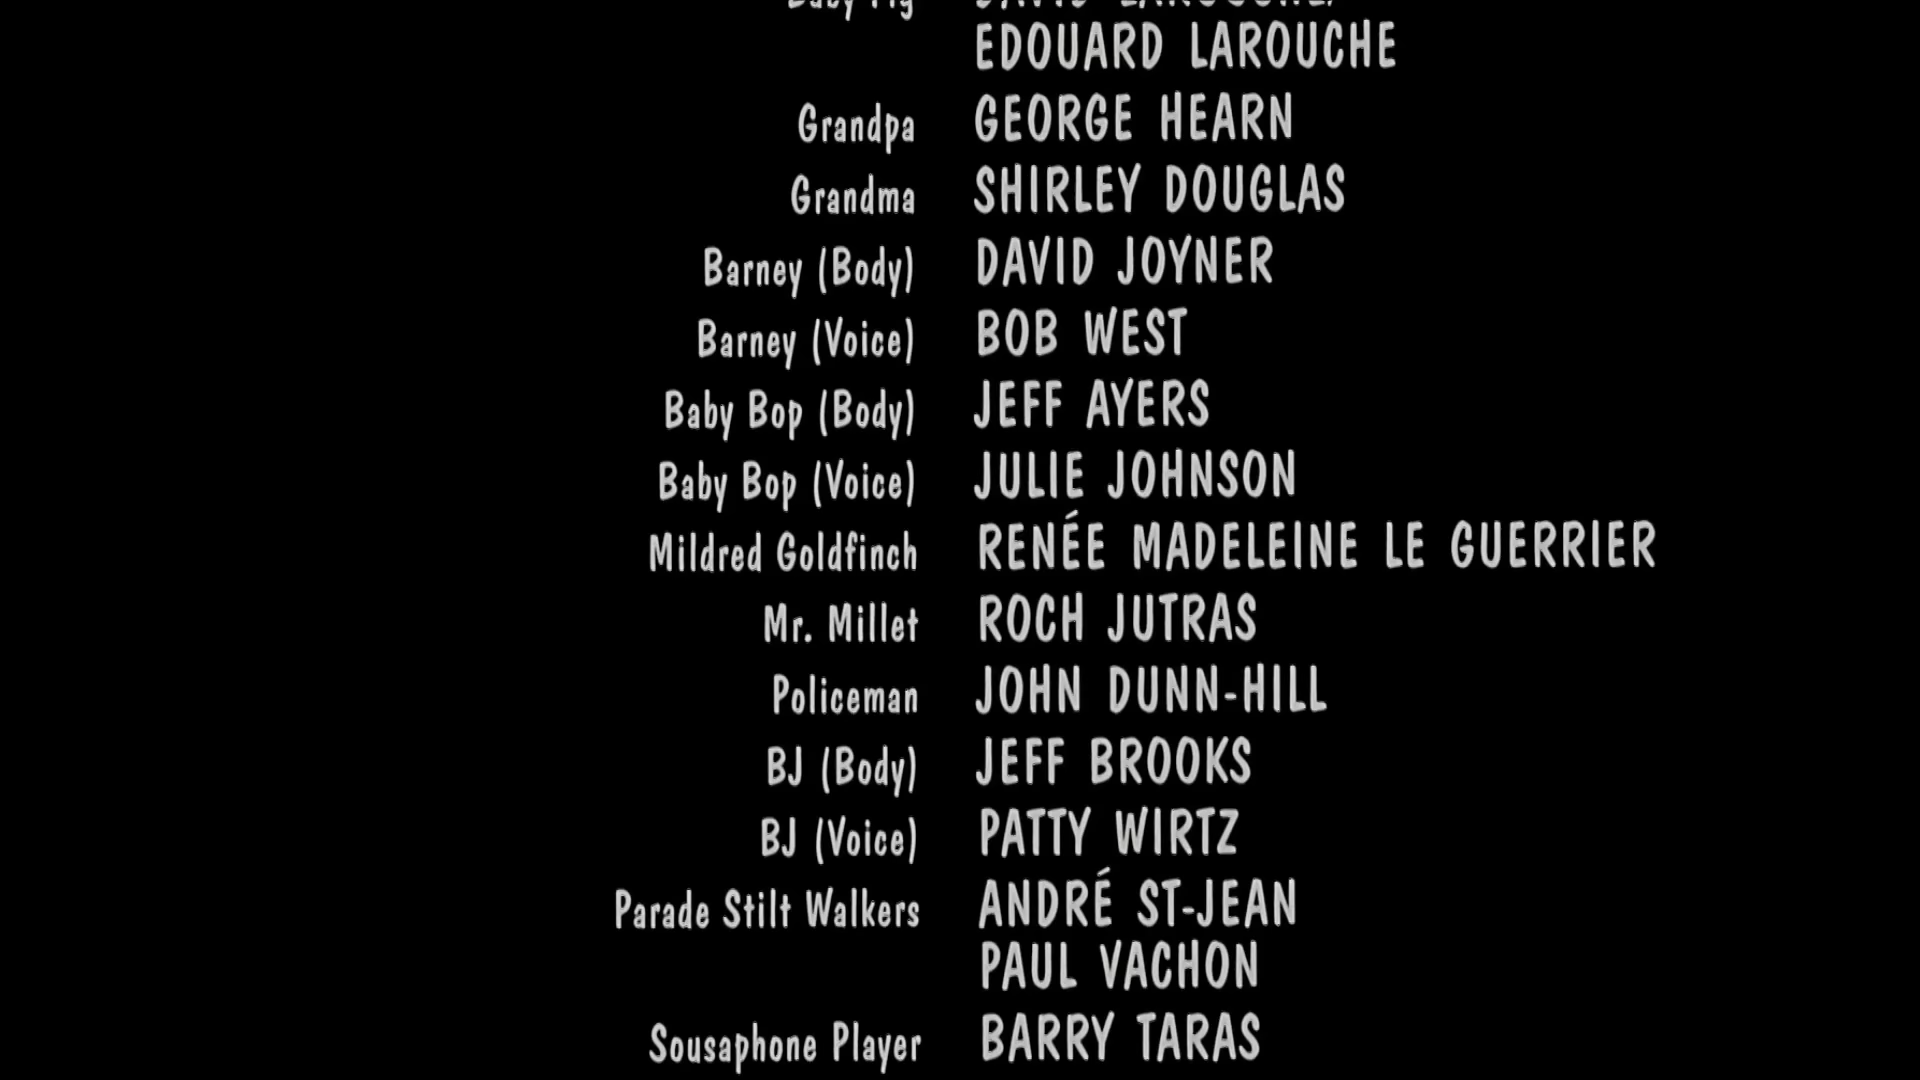 EDOUARD LAROUCHE
Grandpa GEORGE HEARN
Grandma SHIRLEY DOUGLAS
Barney (Body) DAVID JOYNER
Barney (Voice) BOB WEST
Baby Bop (Body) JEFF AYERS
Baby Bop (Voice) JULIE JOHNSON
Mildred Goldfinch RENÉE MADELEINE LE GUERRIER
Mr. Millet ROCH JUTRAS
Policeman JOHN DUNN-HILL
BJ (Body) JEFF BROOKS
BJ (Voice) PATTY WIRTZ
Parade Stilt Walkers ANDRÉ ST-JEAN
PAUL VACHON
Sousaphone Player BARRY TARAS